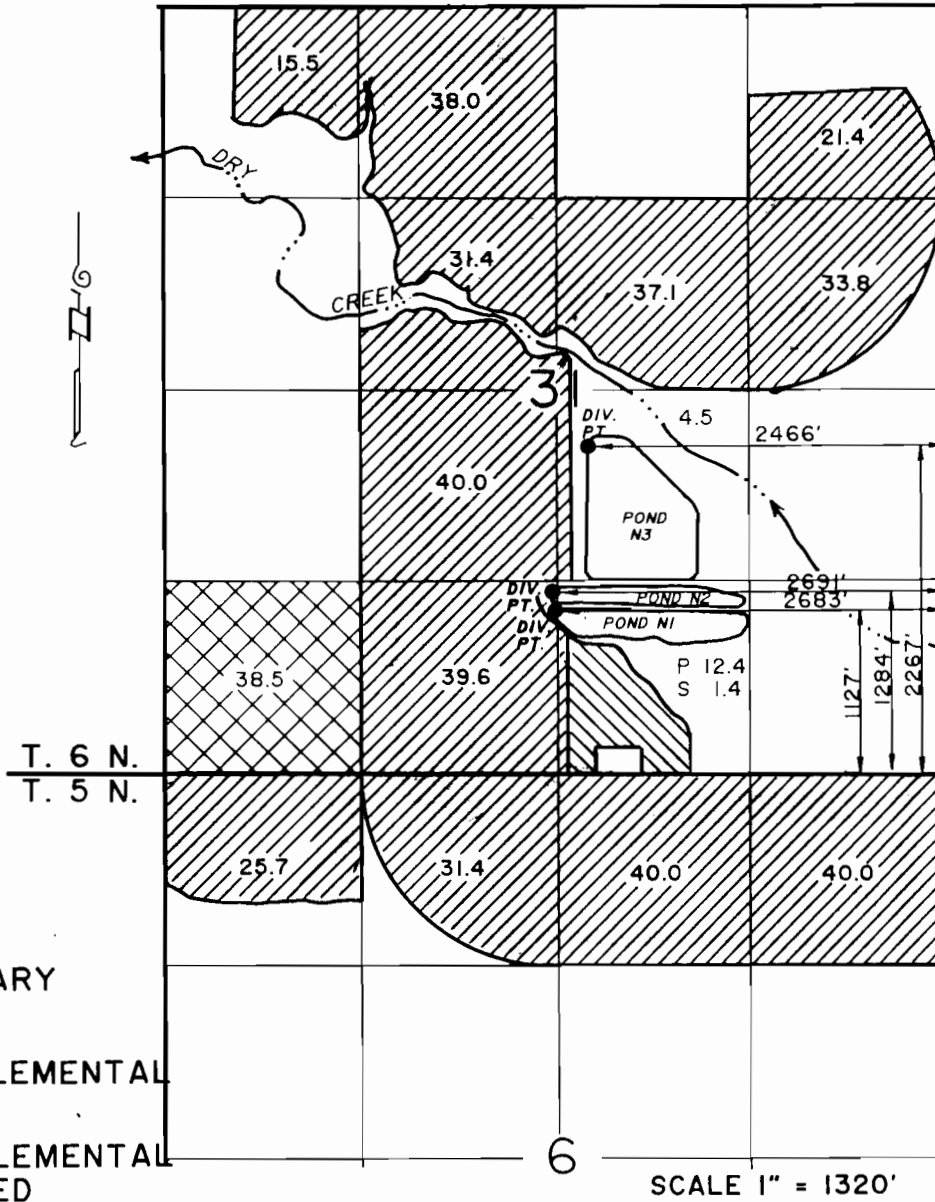 15.5
38.0
21.4
DRY
31.4
37.1
33.8
N
CREEK
31
DIV.
PT.
4.5
2466'
40.0
POND
N3
DIV.
PT.
POND N2
2691'
2683'
DIV.
PT.
POND N1
38.5
39.6
P 12.4
S 1.4
1127'
1284'
2267'
T. 6 N.
T. 5 N.
25.7
31.4
40.0
40.0
ARY
LEMENTAL
LEMENTAL
ED
6
SCALE 1" = 1320'